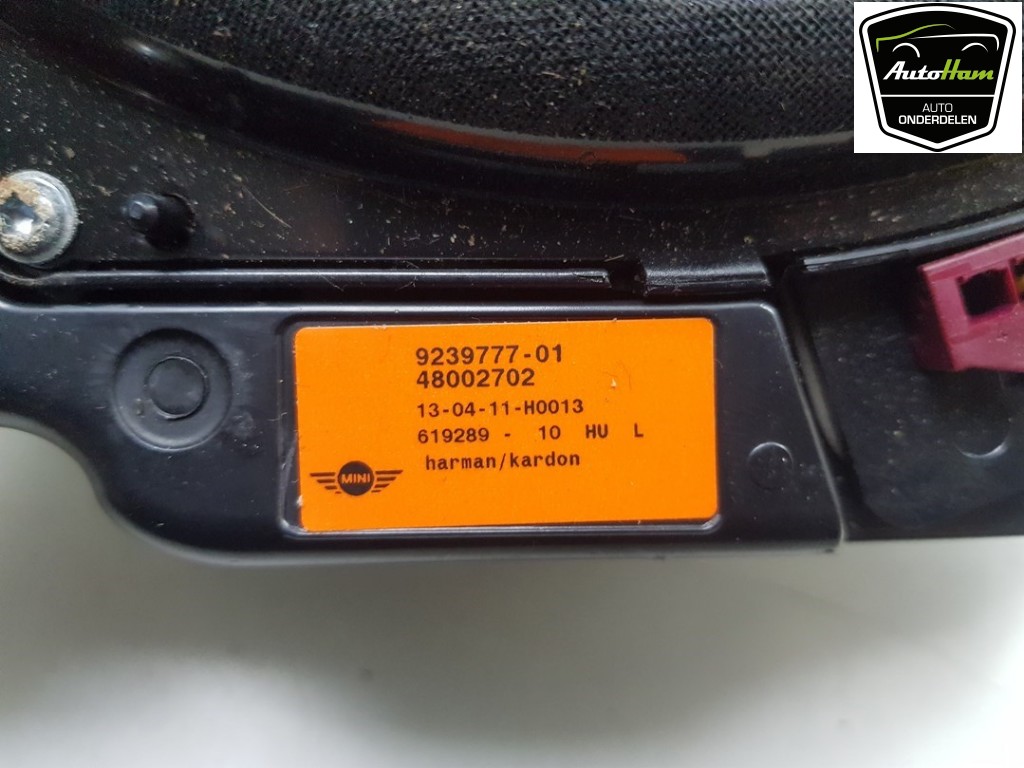 AutoHam
AUTO
ONDERDELEN
9239777-01
48002702
13-04-11-H0013
619289 - 10 HU L
harman/kardon
MINI